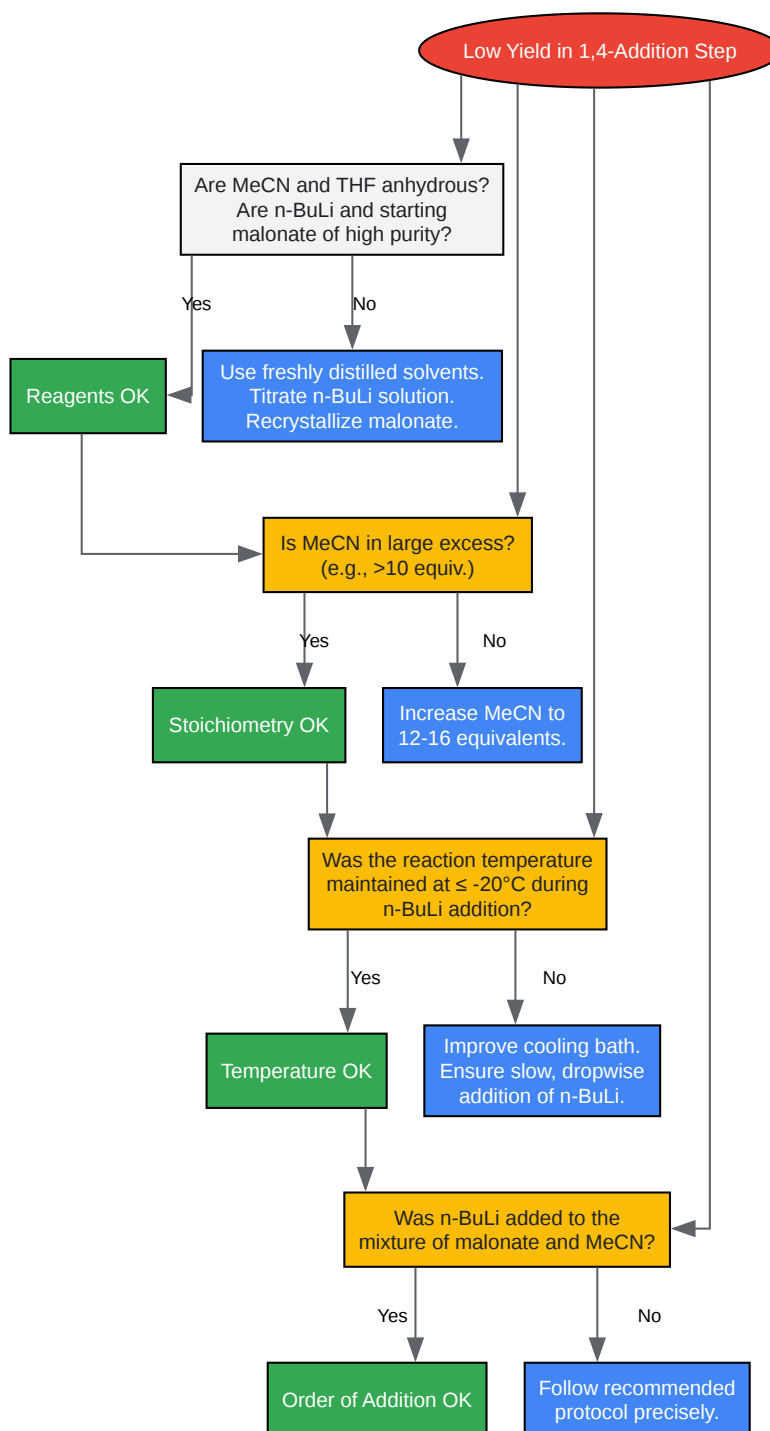 Low Yield in 1,4-Addition Step
Are MeCN and THF anhydrous?
Are n-BuLi and starting
malonate of high purity?
Yes
No
Reagents OK
Use freshly distilled solvents.
Titrate n-BuLi solution.
Recrystallize malonate.
Is MeCN in large excess?
(e.g., >10 equiv.)
Yes
No
Stoichiometry OK
Increase MeCN to
12-16 equivalents.
Was the reaction temperature
maintained at ≤ -20°C during
n-BuLi addition?
Yes
No
Temperature OK
Improve cooling bath.
Ensure slow, dropwise
addition of n-BuLi.
Was n-BuLi added to the
mixture of malonate and MeCN?
Yes
No
Order of Addition OK
Follow recommended
protocol precisely.